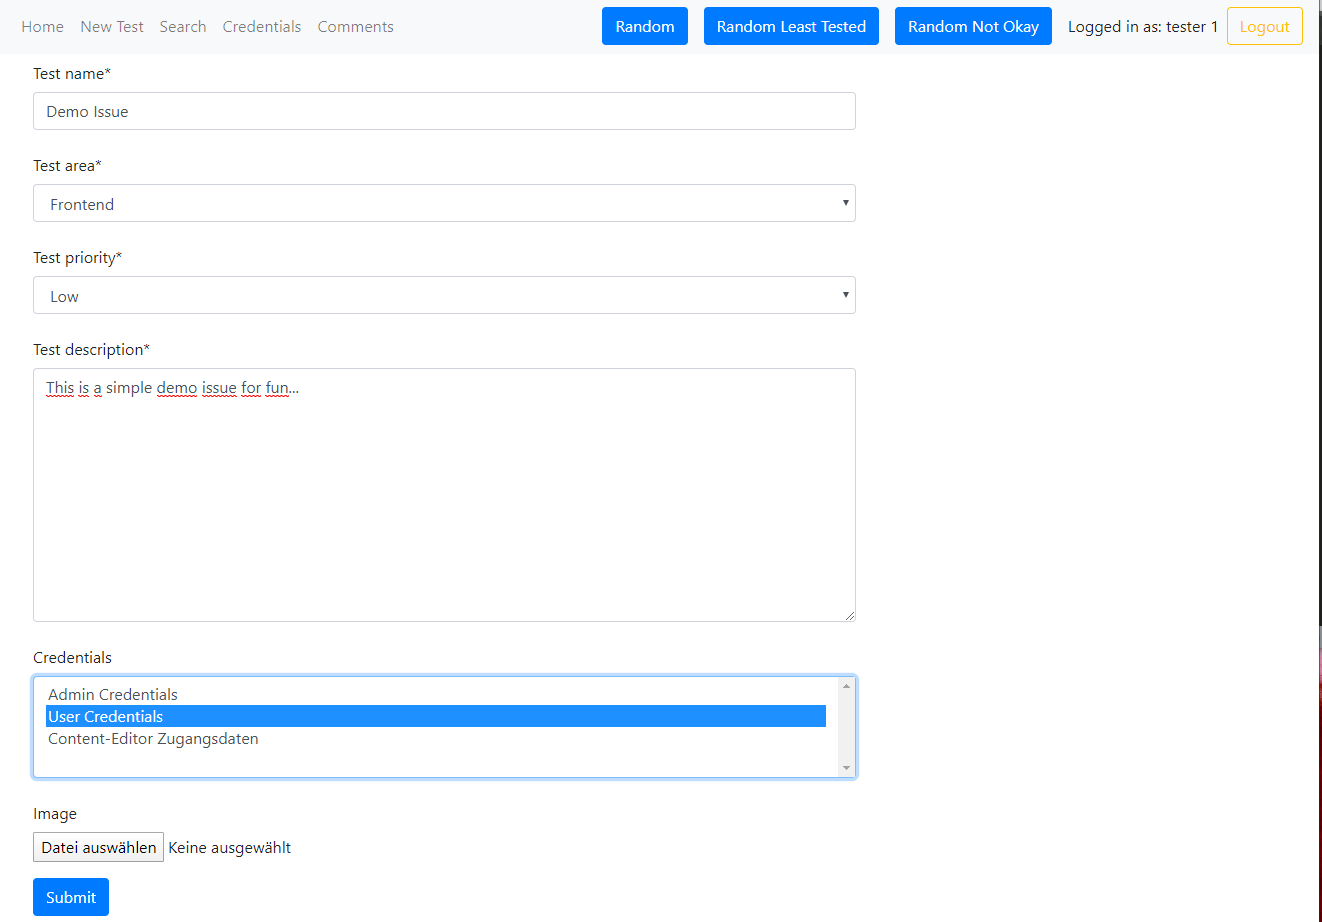 Home New Test Search Credentials Comments Random Random Least Tested Random Not Okay Logged in as: tester 1 Logout
Test name*
Demo Issue
Test area*
Frontend
Test priority*
Low
Test description*
This is a simple demo issue for fun...
Credentials
Admin Credentials
User Credentials
Content-Editor Zugangsdaten
Image
Datei auswählen Keine ausgewählt
Submit